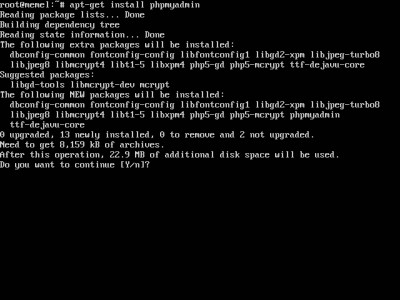 root@memel:~# apt-get install phpmyadmin
Reading package lists... Done
Building dependency tree
Reading state information... Done
The following extra packages will be installed:
  dbconfig-common fontconfig-config libfontconfig1 libgd2-xpm libjpeg-turbo8
  libjpeg8 libmcrypt4 libt1-5 libxpm4 php5-gd php5-mcrypt ttf-dejavu-core
Suggested packages:
  libgd-tools libmcrypt-dev mcrypt
The following NEW packages will be installed:
  dbconfig-common fontconfig-config libfontconfig1 libgd2-xpm libjpeg-turbo8
  libjpeg8 libmcrypt4 libt1-5 libxpm4 php5-gd php5-mcrypt phpmyadmin
  ttf-dejavu-core
0 upgraded, 13 newly installed, 0 to remove and 2 not upgraded.
Need to get 8,159 kB of archives.
After this operation, 22.9 MB of additional disk space will be used.
Do you want to continue [Y/n]?